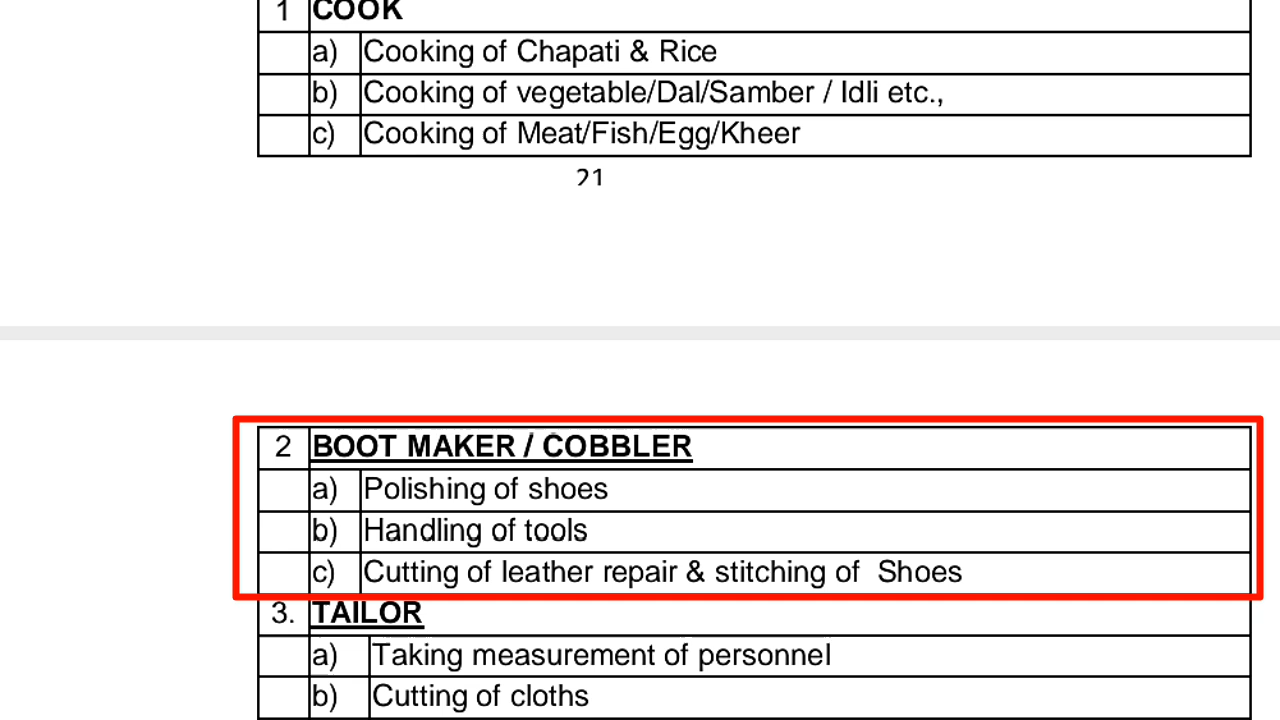 1 COOK
a) Cooking of Chapati & Rice
b) Cooking of vegetable/Dal/Samber / Idli etc.,
c) Cooking of Meat/Fish/Egg/Kheer
21
2 BOOT MAKER / COBBLER
a) Polishing of shoes
b) Handling of tools
c) Cutting of leather repair & stitching of Shoes
3. TAILOR
a) Taking measurement of personnel
b) Cutting of cloths